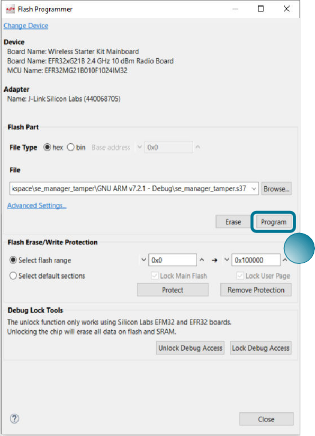 Flash Programmer
Change Device
Device
Board Name: Wireless Starter Kit Mainboard
Board Name: EFR32xG21B 2.4 GHz 10 dBm Radio Board
MCU Name: EFR32MG21B010F1024IM32
Adapter
Name: J-Link Silicon Labs (440068705)
Flash Part
File Type hex bin Base address 0x0
File
kspace\se_manager_tamper\GNU ARM v7.2.1 - Debug\se_manager_tamper.s37 Browse...
Advanced Settings...
Erase Program
Flash Erase/Write Protection
Select flash range 0x0 → 0x100000
Select default sections Lock Main Flash Lock User Page
Protect Remove Protection
Debug Lock Tools
The unlock function only works using Silicon Labs EFM32 and EFR32 boards.
Unlocking the chip will erase all data on flash and SRAM.
Unlock Debug Access Lock Debug Access
? Close